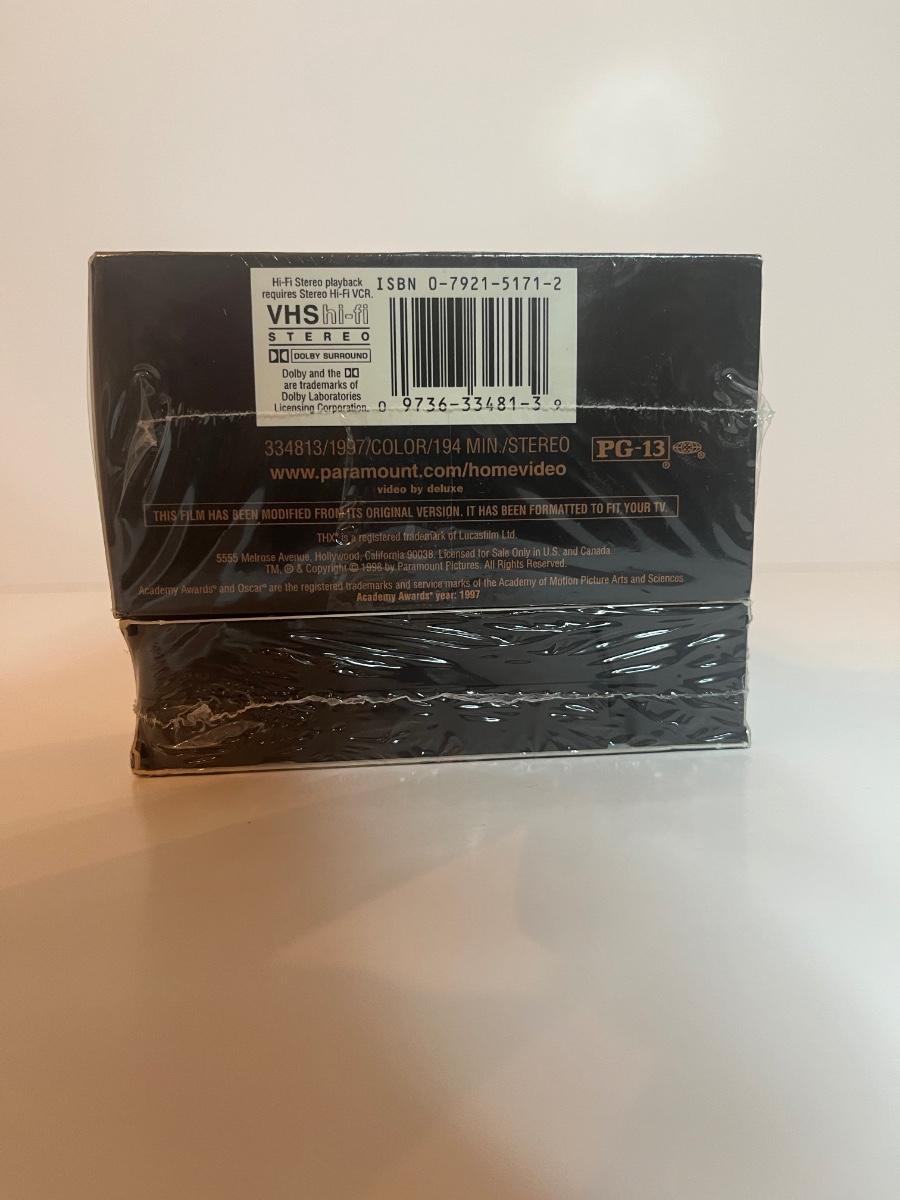 Hi-Fi Stereo playback
requires Stereo Hi-Fi VCR.
VHS hi-fi
STEREO
DOLBY SURROUND
Dolby and the
are trademarks of
Dolby Laboratories
Licensing Corporation.
ISBN 0-7921-5171-2
0 9736-33481-3 9
334813/1997/COLOR/194 MIN./STEREO
PG-13
®
®
www.paramount.com/homevideo
video by deluxe
THIS FILM HAS BEEN MODIFIED FROM ITS ORIGINAL VERSION. IT HAS BEEN FORMATTED TO FIT YOUR TV.
THX® is a registered trademark of Lucasfilm Ltd.
5555 Melrose Avenue, Hollywood, California 90038. Licensed for Sale Only in U.S. and Canada
TM, ® & Copyright © 1998 by Paramount Pictures. All Rights Reserved.
Academy Awards® and Oscar® are the registered trademarks and service marks of the Academy of Motion Picture Arts and Sciences
Academy Awards® year: 1997